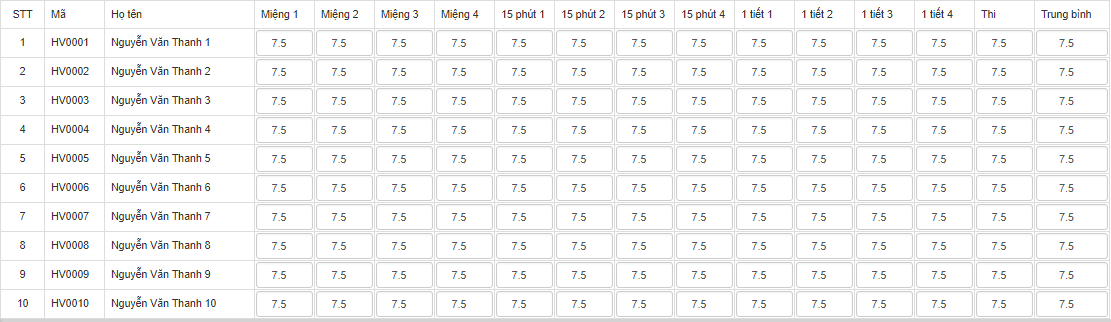 STT Mã Họ tên Miệng 1 Miệng 2 Miệng 3 Miệng 4 15 phút 1 15 phút 2 15 phút 3 15 phút 4 1 tiết 1 1 tiết 2 1 tiết 3 1 tiết 4 Thi Trung bình
1 HV0001 Nguyễn Văn Thanh 1 7.5 7.5 7.5 7.5 7.5 7.5 7.5 7.5 7.5 7.5 7.5 7.5 7.5 7.5
2 HV0002 Nguyễn Văn Thanh 2 7.5 7.5 7.5 7.5 7.5 7.5 7.5 7.5 7.5 7.5 7.5 7.5 7.5 7.5
3 HV0003 Nguyễn Văn Thanh 3 7.5 7.5 7.5 7.5 7.5 7.5 7.5 7.5 7.5 7.5 7.5 7.5 7.5 7.5
4 HV0004 Nguyễn Văn Thanh 4 7.5 7.5 7.5 7.5 7.5 7.5 7.5 7.5 7.5 7.5 7.5 7.5 7.5 7.5
5 HV0005 Nguyễn Văn Thanh 5 7.5 7.5 7.5 7.5 7.5 7.5 7.5 7.5 7.5 7.5 7.5 7.5 7.5 7.5
6 HV0006 Nguyễn Văn Thanh 6 7.5 7.5 7.5 7.5 7.5 7.5 7.5 7.5 7.5 7.5 7.5 7.5 7.5 7.5
7 HV0007 Nguyễn Văn Thanh 7 7.5 7.5 7.5 7.5 7.5 7.5 7.5 7.5 7.5 7.5 7.5 7.5 7.5 7.5
8 HV0008 Nguyễn Văn Thanh 8 7.5 7.5 7.5 7.5 7.5 7.5 7.5 7.5 7.5 7.5 7.5 7.5 7.5 7.5
9 HV0009 Nguyễn Văn Thanh 9 7.5 7.5 7.5 7.5 7.5 7.5 7.5 7.5 7.5 7.5 7.5 7.5 7.5 7.5
10 HV0010 Nguyễn Văn Thanh 10 7.5 7.5 7.5 7.5 7.5 7.5 7.5 7.5 7.5 7.5 7.5 7.5 7.5 7.5